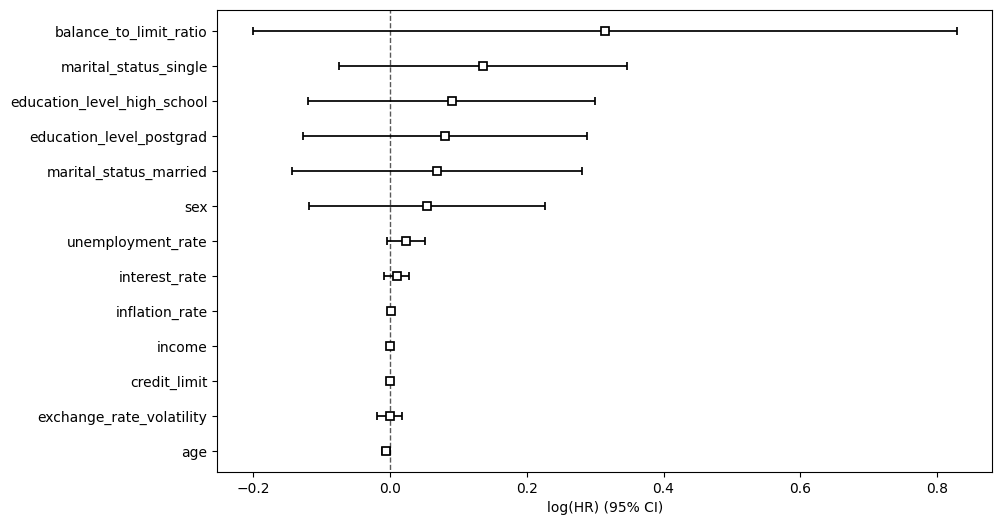 balance_to_limit_ratio
marital_status_single
education_level_high_school
education_level_postgrad
marital_status_married
sex
unemployment_rate
interest_rate
inflation_rate
income
credit_limit
exchange_rate_volatility
age
−0.2 0.0 0.2 0.4 0.6 0.8
log(HR) (95% CI)